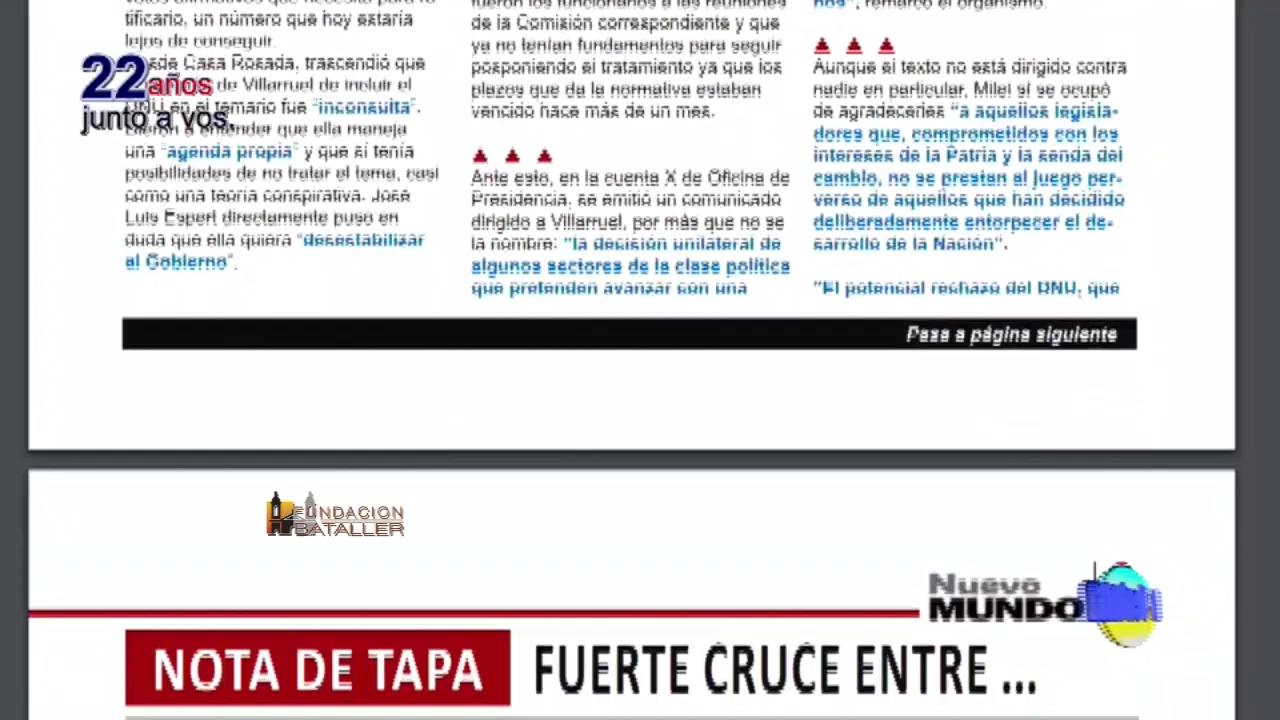 votos afirmativos que necesita para ra-
tificarlo, un número que hoy estaría
lejos de conseguir.
sde Casa Rosada, trascendió que
de Villarruel de incluir el
DNU en el temario fue "inconsulta".
Dieron a entender que ella maneja
una "agenda propia" y que sí tenía
posibilidades de no tratar el tema, casi
como una teoría conspirativa. José
Luis Espert directamente puso en
duda que ella quiera "desestabilizar
al Gobierno".
22 años
junto a vos.
fueron los funcionarios a las reuniones
de la Comisión correspondiente y que
ya no tenían fundamentos para seguir
posponiendo el tratamiento ya que los
plazos que da la normativa estaban
vencido hace más de un mes.
Ante esto, en la cuenta X de Oficina de
Presidencia, se emitió un comunicado
dirigido a Villarruel, por más que no se
la nombre: "la decisión unilateral de
algunos sectores de la clase política
que pretenden avanzar con una
nos", remarcó el organismo.
Aunque el texto no está dirigido contra
nadie en particular, Milei sí se ocupó
de agradecerles "a aquellos legisla-
dores que, comprometidos con los
intereses de la Patria y la senda del
cambio, no se prestan al juego per-
verso de aquellos que han decidido
deliberadamente entorpecer el de-
sarrollo de la Nación".
"El potencial rechazo del DNU, que
Pasa a página siguiente
FUNDACION
BATALLER
Nuevo
MUNDO
NOTA DE TAPA FUERTE CRUCE ENTRE ...